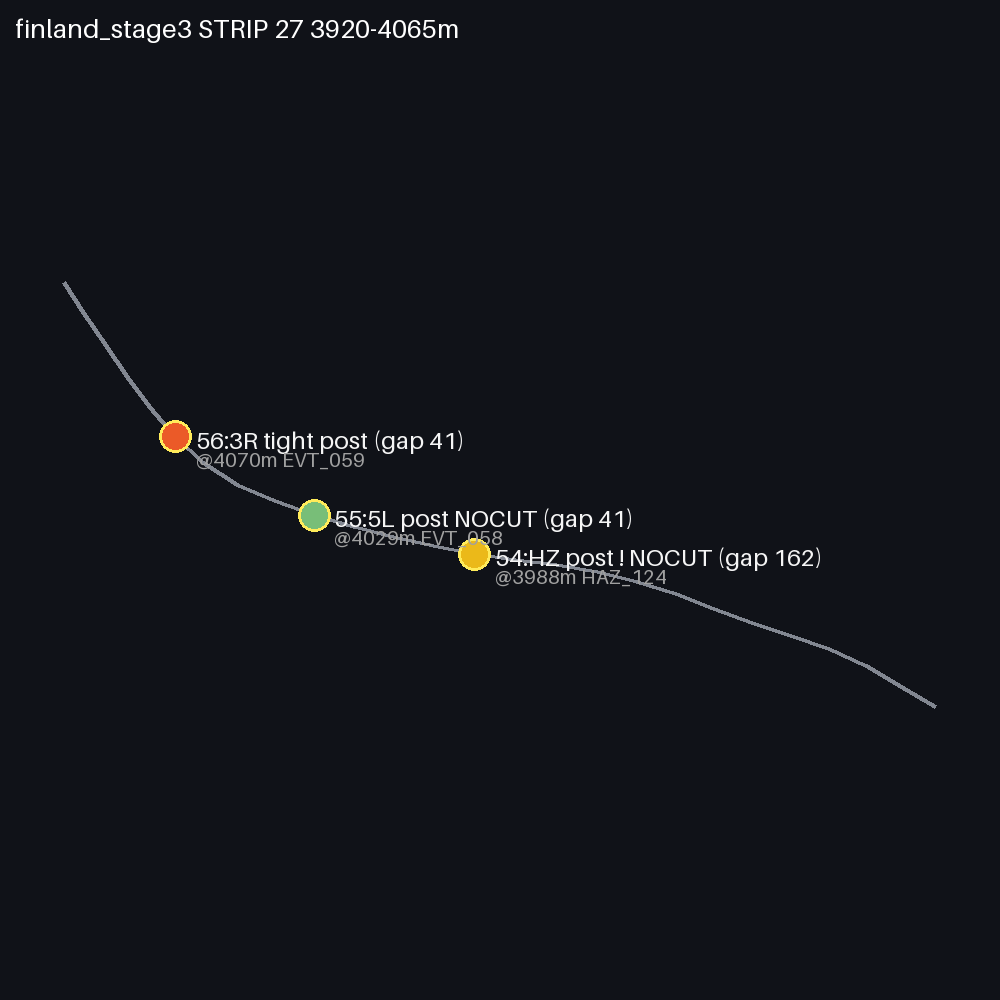 finland_stage3 STRIP 27 3920-4065m
56:3R tight post (gap 41)
@4070m EVT_059
55:5L post NOCUT (gap 41)
@4029m EVT_058
54:HZ post ! NOCUT (gap 162)
@3988m HAZ_124